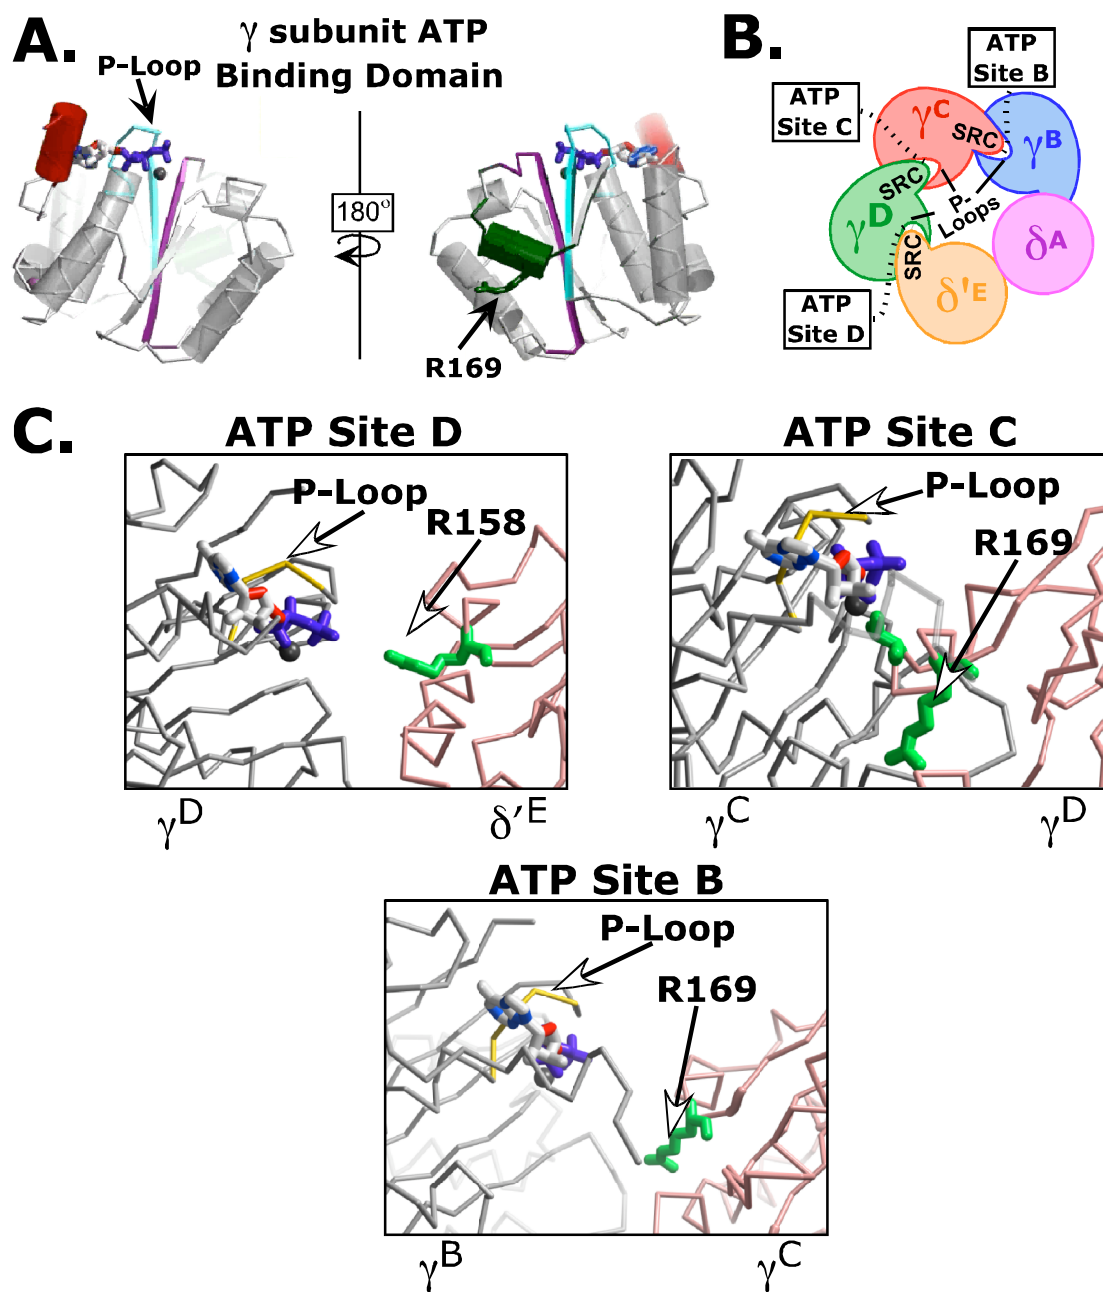 A.
γ subunit ATP
Binding Domain
P-Loop
180°
R169
B.
ATP
Site B
ATP
Site C
γC
SRC
γB
SRC
γD
P-
Loops
SRC
δA
δ'E
ATP
Site D
C.
ATP Site D
P-Loop
R158
γD
δ'E
ATP Site C
P-Loop
R169
γC
γD
ATP Site B
P-Loop
R169
γB
γC